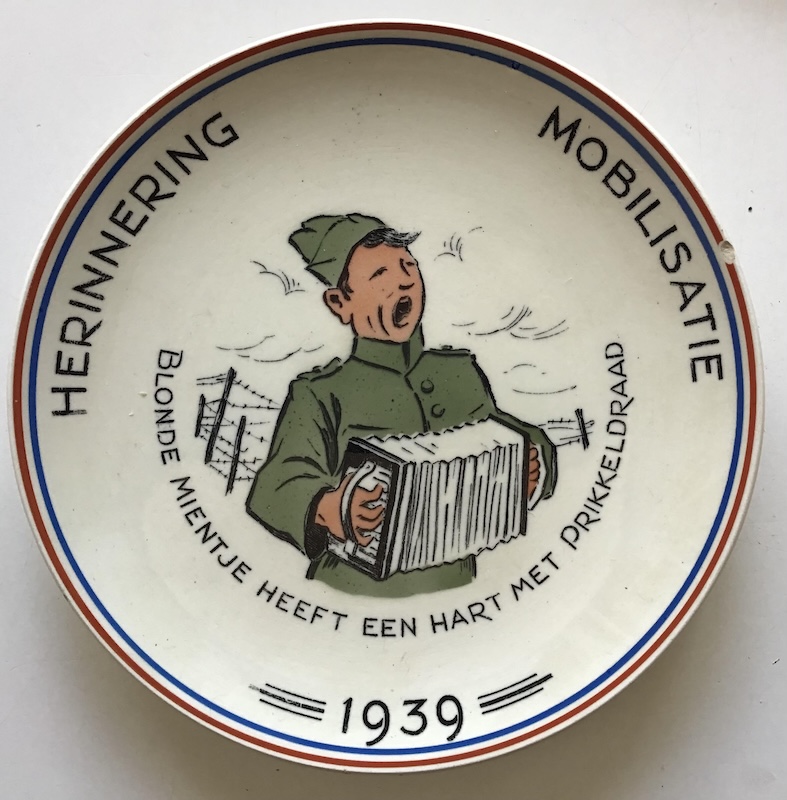 HERINNERING MOBILISATIE
BLONDE MIENTJE HEEFT EEN HART MET PRIKKELDRAAD
1939